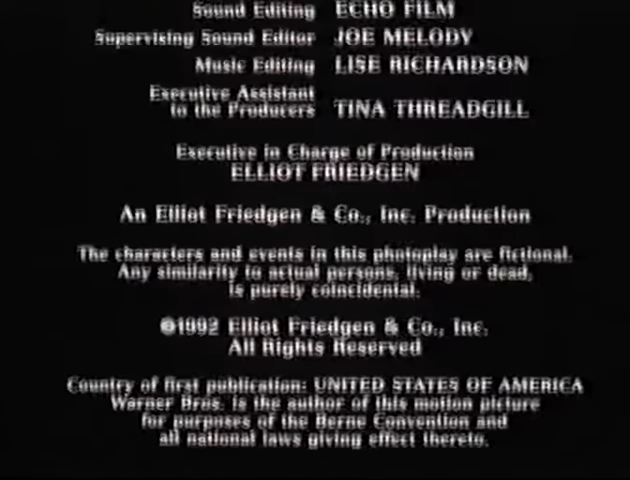 Sound Editing ECHO FILM
Supervising Sound Editor JOE MELODY
Music Editing LISE RICHARDSON
Executive Assistant
to the Producers TINA THREADGILL
Executive in Charge of Production
ELLIOT FRIEDGEN
An Elliot Friedgen & Co., Inc. Production
The characters and events in this photoplay are fictional.
Any similarity to actual persons, living or dead,
is purely coincidental.
©1992 Elliot Friedgen & Co., Inc.
All Rights Reserved
Country of first publication: UNITED STATES OF AMERICA
Warner Bros. is the author of this motion picture
for purposes of the Berne Convention and
all national laws giving effect thereto.